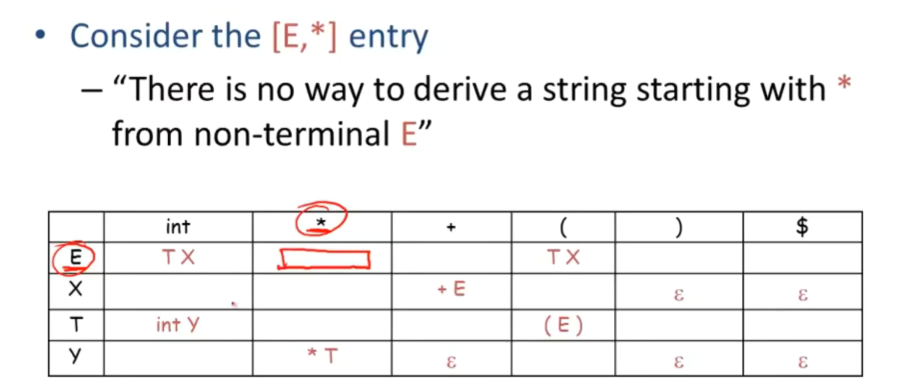 • Consider the [E,*] entry
– “There is no way to derive a string starting with *
from non-terminal E”
int * + ( ) $
E T X T X
X + E ε ε
T int Y ( E )
Y * T ε ε ε